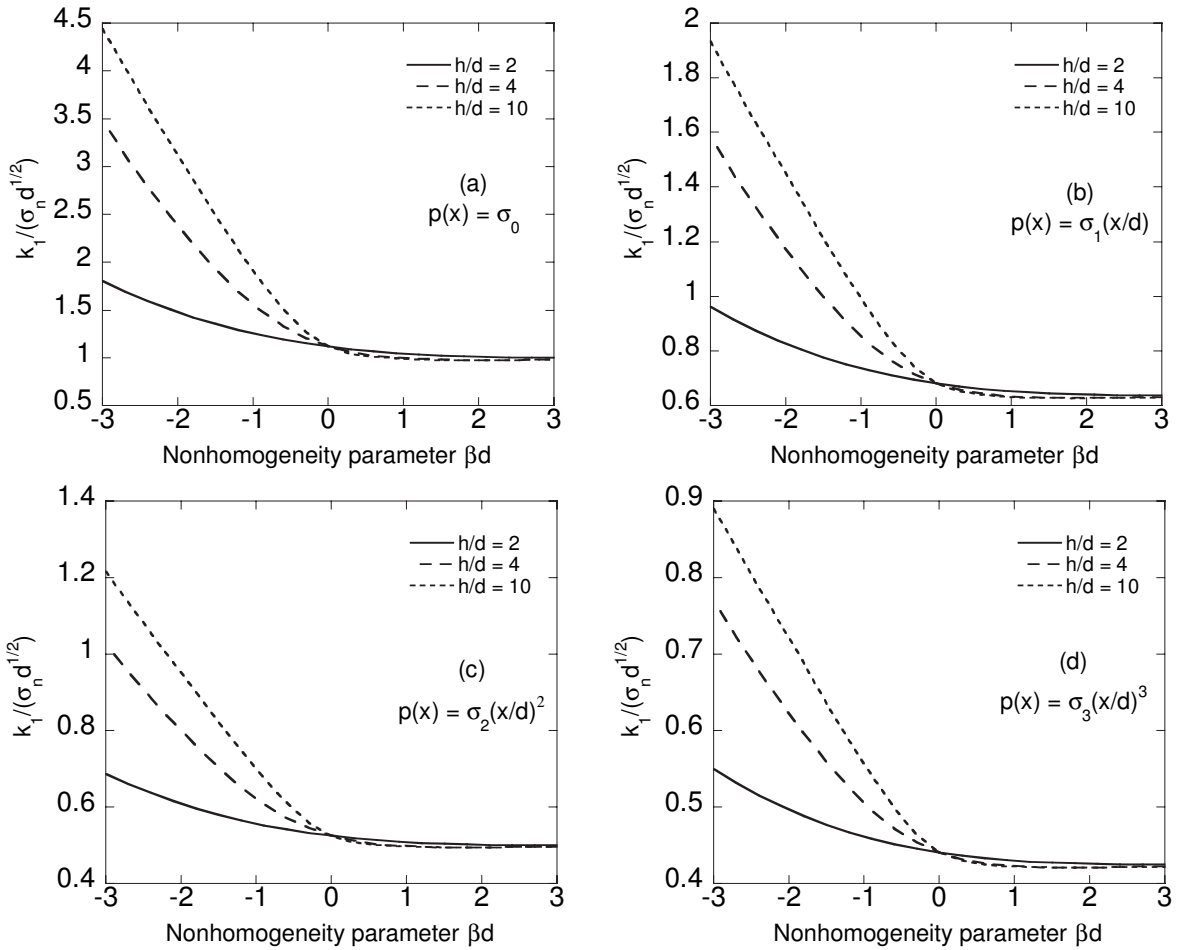 4.5
4
3.5
3
2.5
2
1.5
1
0.5
k₁/(σₙ d^1/2)
h/d = 2
h/d = 4
h/d = 10
(a)
p(x) = σ₀
-3 -2 -1 0 1 2 3
Nonhomogeneity parameter βd
2
1.8
1.6
1.4
1.2
1
0.8
0.6
k₁/(σₙ d^1/2)
h/d = 2
h/d = 4
h/d = 10
(b)
p(x) = σ₁(x/d)
-3 -2 -1 0 1 2 3
Nonhomogeneity parameter βd
1.4
1.2
1
0.8
0.6
0.4
k₁/(σₙ d^1/2)
h/d = 2
h/d = 4
h/d = 10
(c)
p(x) = σ₂(x/d)²
-3 -2 -1 0 1 2 3
Nonhomogeneity parameter βd
0.9
0.8
0.7
0.6
0.5
0.4
k₁/(σₙ d^1/2)
h/d = 2
h/d = 4
h/d = 10
(d)
p(x) = σ₃(x/d)³
-3 -2 -1 0 1 2 3
Nonhomogeneity parameter βd